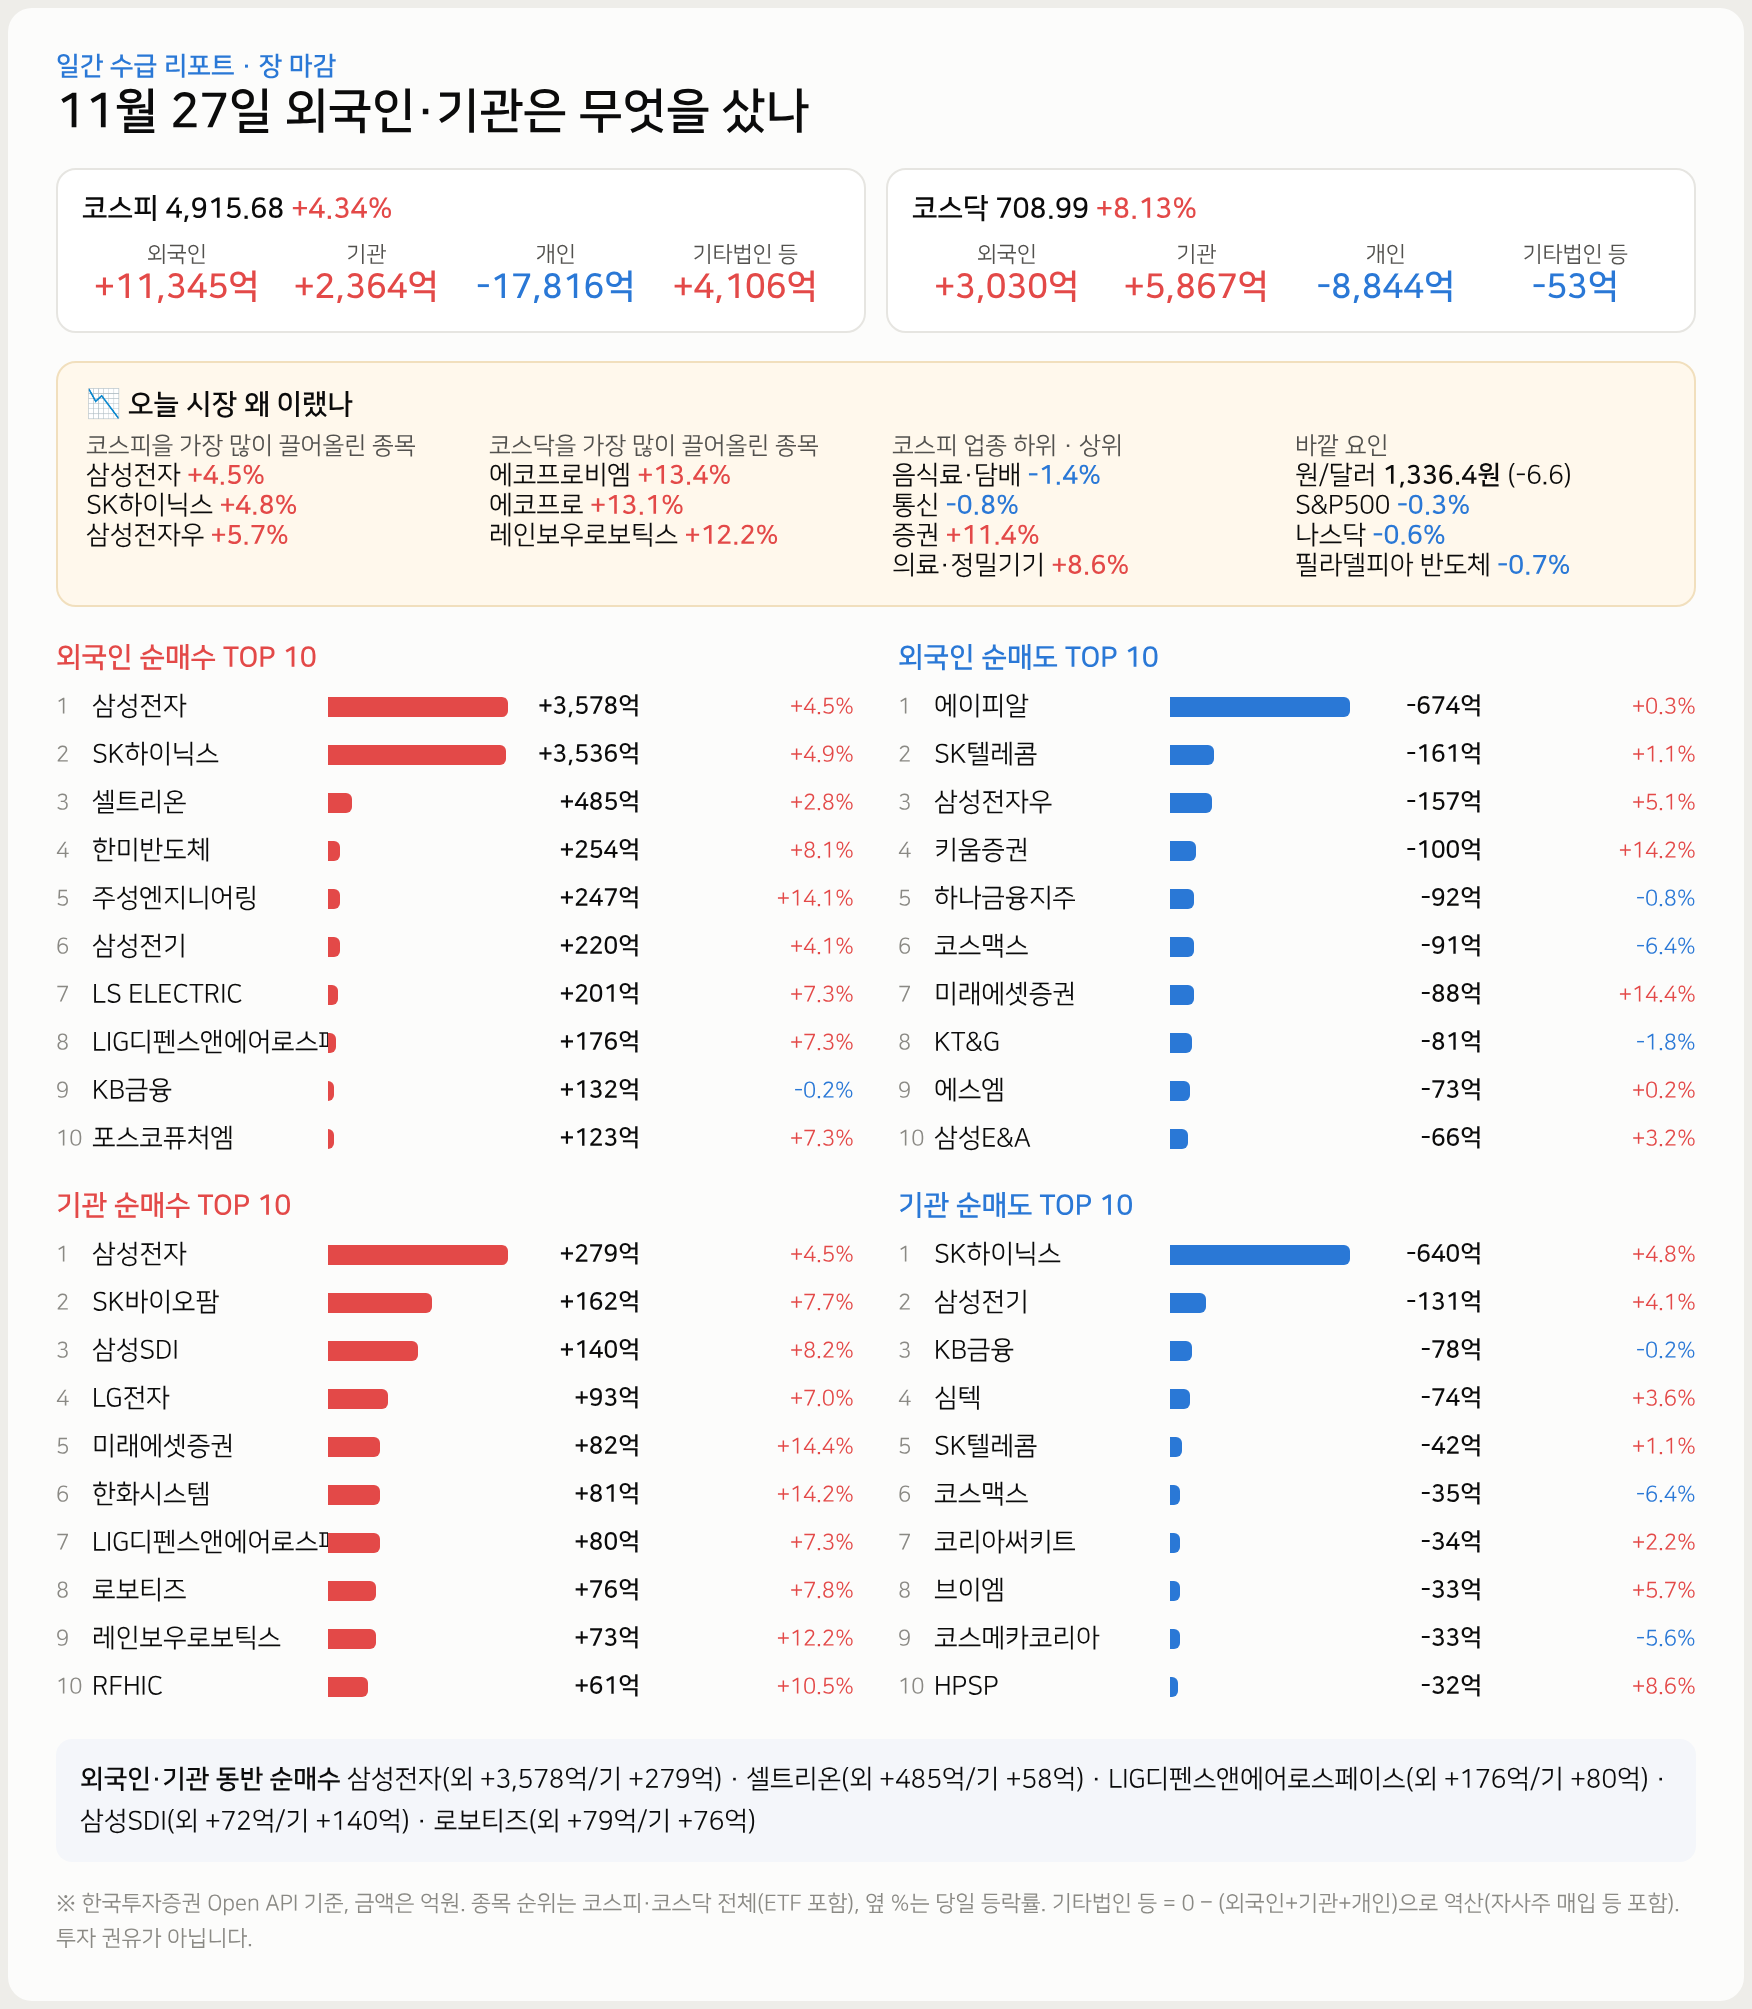 일간 수급 리포트 · 장 마감
11월 27일 외국인·기관은 무엇을 샀나
코스피 4,915.68 +4.34%
외국인 기관 개인 기타법인 등
+11,345억 +2,364억 -17,816억 +4,106억
코스닥 708.99 +8.13%
외국인 기관 개인 기타법인 등
+3,030억 +5,867억 -8,844억 -53억
오늘 시장 왜 이랬나
코스피을 가장 많이 끌어올린 종목
삼성전자 +4.5%
SK하이닉스 +4.8%
삼성전자우 +5.7%
코스닥을 가장 많이 끌어올린 종목
에코프로비엠 +13.4%
에코프로 +13.1%
레인보우로보틱스 +12.2%
코스피 업종 하위 · 상위
음식료·담배 -1.4%
통신 -0.8%
증권 +11.4%
의료·정밀기기 +8.6%
바깥 요인
원/달러 1,336.4원 (-6.6)
S&P500 -0.3%
나스닥 -0.6%
필라델피아 반도체 -0.7%
외국인 순매수 TOP 10
1 삼성전자 +3,578억 +4.5%
2 SK하이닉스 +3,536억 +4.9%
3 셀트리온 +485억 +2.8%
4 한미반도체 +254억 +8.1%
5 주성엔지니어링 +247억 +14.1%
6 삼성전기 +220억 +4.1%
7 LS ELECTRIC +201억 +7.3%
8 LIG디펜스앤에어로스 +176억 +7.3%
9 KB금융 +132억 -0.2%
10 포스코퓨처엠 +123억 +7.3%
외국인 순매도 TOP 10
1 에이피알 -674억 +0.3%
2 SK텔레콤 -161억 +1.1%
3 삼성전자우 -157억 +5.1%
4 키움증권 -100억 +14.2%
5 하나금융지주 -92억 -0.8%
6 코스맥스 -91억 -6.4%
7 미래에셋증권 -88억 +14.4%
8 KT&G -81억 -1.8%
9 에스엠 -73억 +0.2%
10 삼성E&A -66억 +3.2%
기관 순매수 TOP 10
1 삼성전자 +279억 +4.5%
2 SK바이오팜 +162억 +7.7%
3 삼성SDI +140억 +8.2%
4 LG전자 +93억 +7.0%
5 미래에셋증권 +82억 +14.4%
6 한화시스템 +81억 +14.2%
7 LIG디펜스앤에어로스 +80억 +7.3%
8 로보티즈 +76억 +7.8%
9 레인보우로보틱스 +73억 +12.2%
10 RFHIC +61억 +10.5%
기관 순매도 TOP 10
1 SK하이닉스 -640억 +4.8%
2 삼성전기 -131억 +4.1%
3 KB금융 -78억 -0.2%
4 심텍 -74억 +3.6%
5 SK텔레콤 -42억 +1.1%
6 코스맥스 -35억 -6.4%
7 코리아써키트 -34억 +2.2%
8 브이엠 -33억 +5.7%
9 코스메카코리아 -33억 -5.6%
10 HPSP -32억 +8.6%
외국인·기관 동반 순매수 삼성전자(외 +3,578억/기 +279억) · 셀트리온(외 +485억/기 +58억) · LIG디펜스앤에어로스페이스(외 +176억/기 +80억) ·
삼성SDI(외 +72억/기 +140억) · 로보티즈(외 +79억/기 +76억)
※ 한국투자증권 Open API 기준, 금액은 억원. 종목 순위는 코스피·코스닥 전체(ETF 포함), 옆 %는 당일 등락률. 기타법인 등 = 0 − (외국인+기관+개인)으로 역산(자사주 매입 등 포함).
투자 권유가 아닙니다.